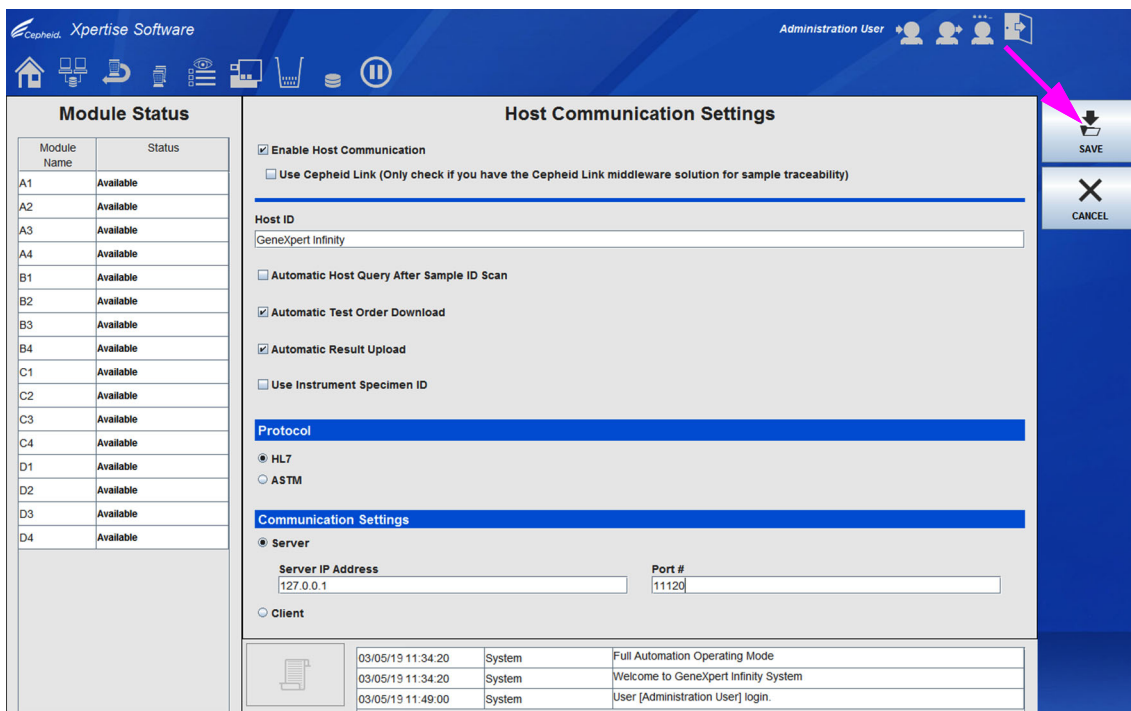 Cepheid. Xpertise Software
Administration User
Module Status
Module Name Status
A1 Available
A2 Available
A3 Available
A4 Available
B1 Available
B2 Available
B3 Available
B4 Available
C1 Available
C2 Available
C3 Available
C4 Available
D1 Available
D2 Available
D3 Available
D4 Available
Host Communication Settings
Enable Host Communication
Use Cepheid Link (Only check if you have the Cepheid Link middleware solution for sample traceability)
Host ID
GeneXpert Infinity
Automatic Host Query After Sample ID Scan
Automatic Test Order Download
Automatic Result Upload
Use Instrument Specimen ID
Protocol
HL7
ASTM
Communication Settings
Server
Server IP Address Port #
127.0.0.1 11120
Client
03/05/19 11:34:20 System Full Automation Operating Mode
03/05/19 11:34:20 System Welcome to GeneXpert Infinity System
03/05/19 11:49:00 System User [Administration User] login.
SAVE
CANCEL